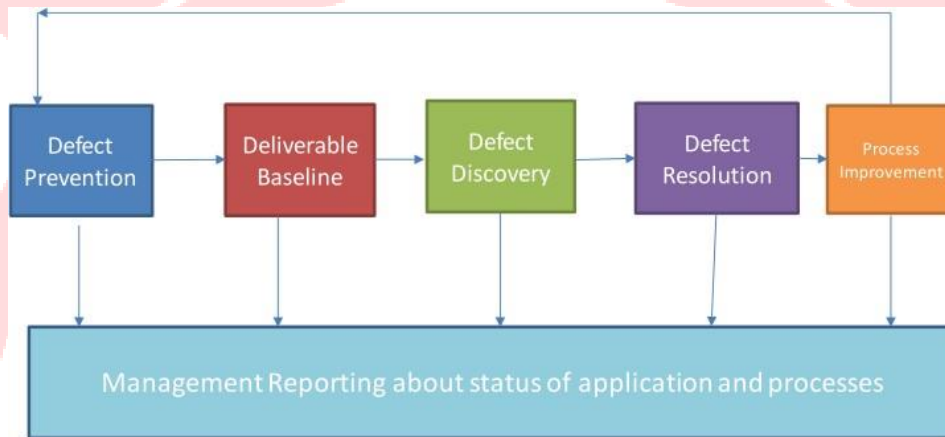 Defect
Prevention
Deliverable
Baseline
Defect
Discovery
Defect
Resolution
Process
Improvement
Management Reporting about status of application and processes